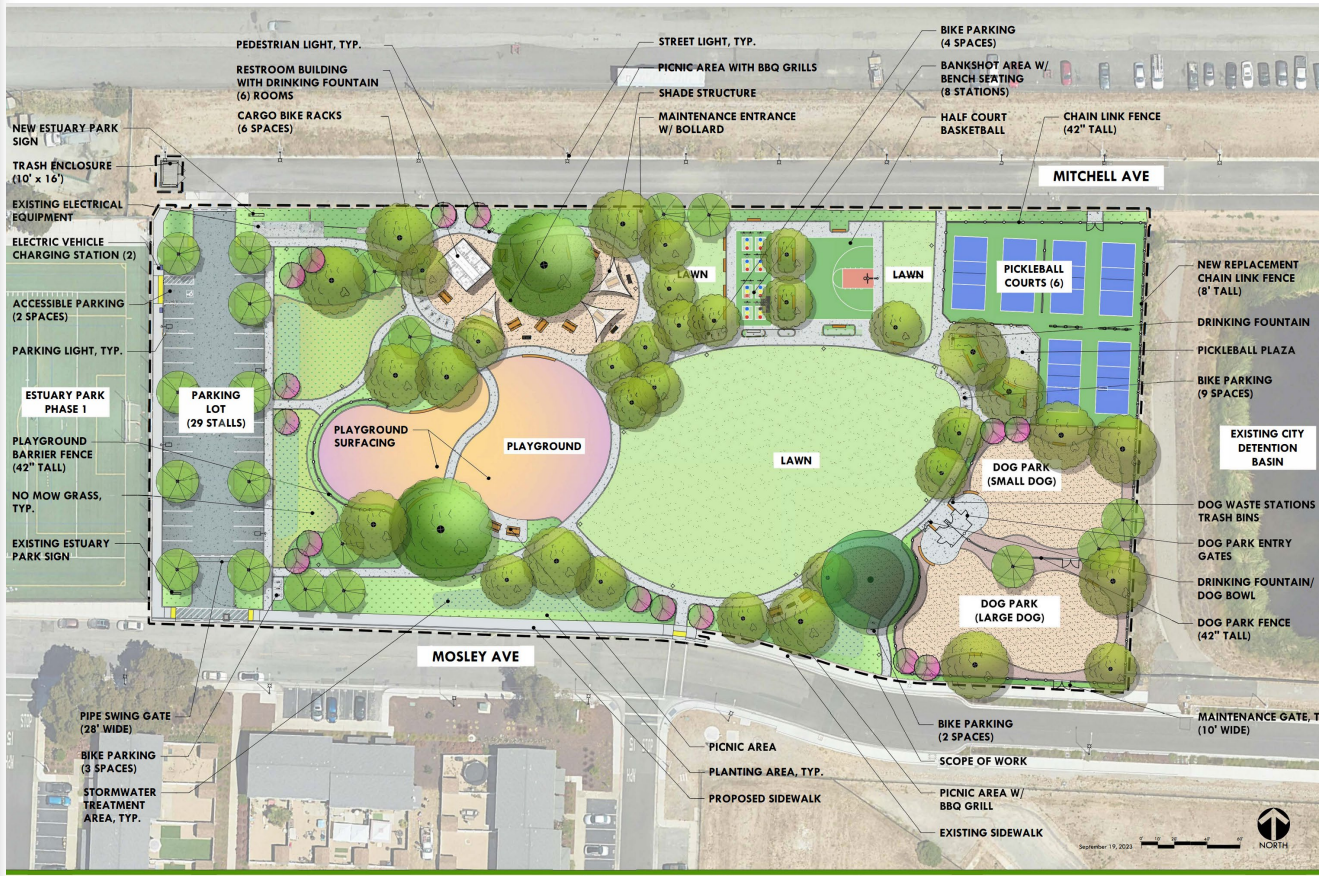 PEDESTRIAN LIGHT, TYP.
RESTROOM BUILDING
WITH DRINKING FOUNTAIN
(6) ROOMS
CARGO BIKE RACKS
(6 SPACES)
STREET LIGHT, TYP.
PICNIC AREA WITH BBQ GRILLS
SHADE STRUCTURE
MAINTENANCE ENTRANCE
W/ BOLLARD
BIKE PARKING
(4 SPACES)
BANKSHOT AREA W/
BENCH SEATING
(8 STATIONS)
HALF COURT
BASKETBALL
CHAIN LINK FENCE
(42" TALL)
MITCHELL AVE
NEW ESTUARY PARK
SIGN
TRASH ENCLOSURE
(10' x 16')
EXISTING ELECTRICAL
EQUIPMENT
ELECTRIC VEHICLE
CHARGING STATION (2)
ACCESSIBLE PARKING
(2 SPACES)
PARKING LIGHT, TYP.
ESTUARY PARK
PHASE 1
PLAYGROUND
BARRIER FENCE
(42" TALL)
NO MOW GRASS,
TYP.
EXISTING ESTUARY
PARK SIGN
PARKING
LOT
(29 STALLS)
PLAYGROUND
SURFACING
PLAYGROUND
LAWN
LAWN
LAWN
PICKLEBALL
COURTS (6)
DOG PARK
(SMALL DOG)
DOG PARK
(LARGE DOG)
NEW REPLACEMENT
CHAIN LINK FENCE
(8' TALL)
DRINKING FOUNTAIN
PICKLEBALL PLAZA
BIKE PARKING
(9 SPACES)
EXISTING CITY
DETENTION
BASIN
DOG WASTE STATIONS
TRASH BINS
DOG PARK ENTRY
GATES
DRINKING FOUNTAIN/
DOG BOWL
DOG PARK FENCE
(42" TALL)
MAINTENANCE GATE, T
(10' WIDE)
MOSLEY AVE
PIPE SWING GATE
(28' WIDE)
BIKE PARKING
(3 SPACES)
STORMWATER
TREATMENT
AREA, TYP.
PICNIC AREA
PLANTING AREA, TYP.
PROPOSED SIDEWALK
BIKE PARKING
(2 SPACES)
SCOPE OF WORK
PICNIC AREA W/
BBQ GRILL
EXISTING SIDEWALK
September 19, 2023
NORTH